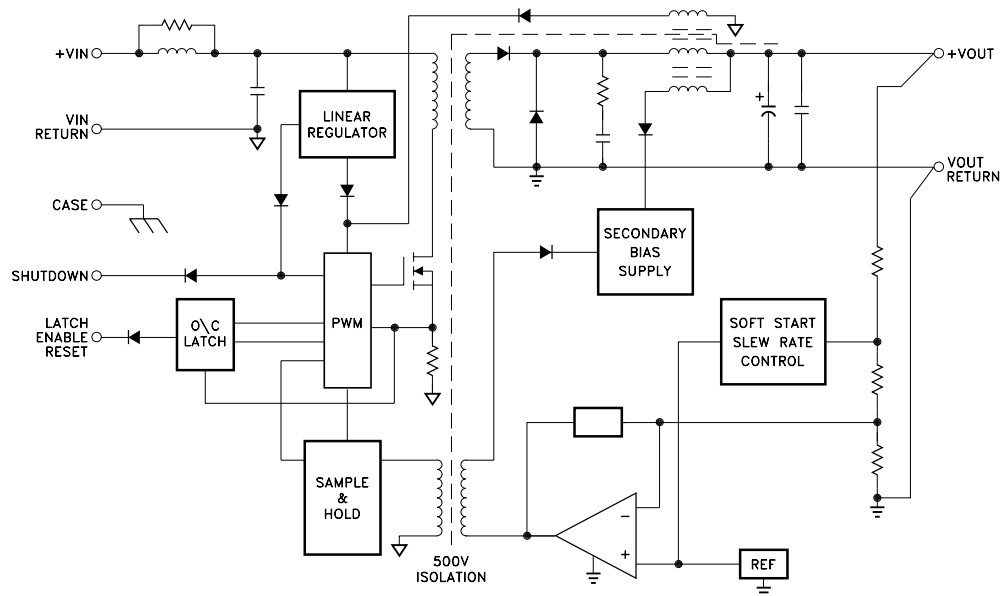 +VIN
+VOUT
LINEAR
REGULATOR
VIN
RETURN
+
VOUT
RETURN
CASE
SECONDARY
BIAS
SUPPLY
SHUTDOWN
LATCH
ENABLE
RESET
O\C
LATCH
PWM
SOFT START
SLEW RATE
CONTROL
SAMPLE
&
HOLD
−
+
REF
500V
ISOLATION